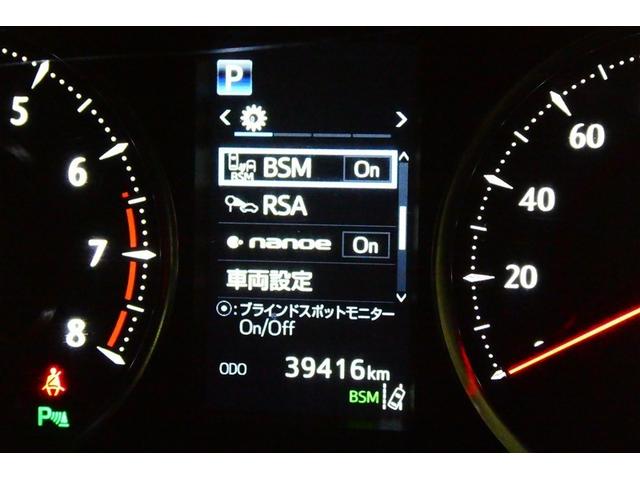 P
5
6
7
8
BSM
BSM On
RSA
nanoe On
車両設定
:ブラインドスポットモニター
On/Off
ODO 39416km
BSM
P
60
40
20